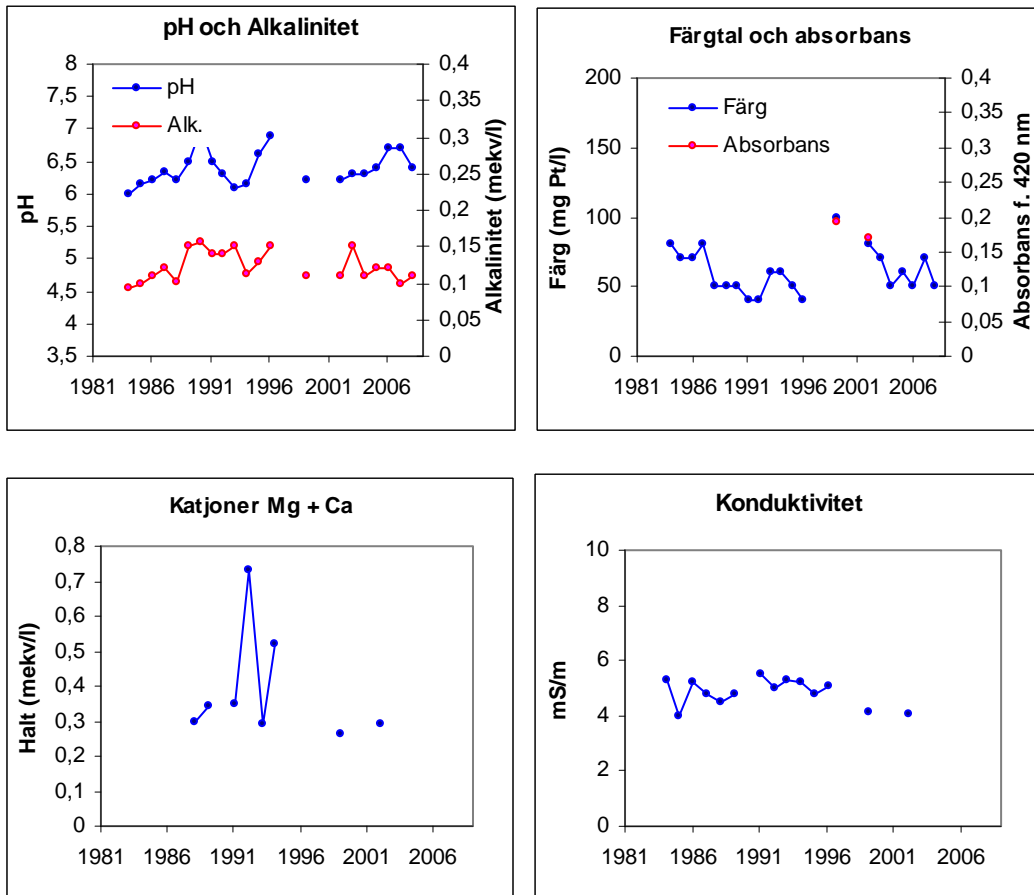 pH och Alkalinitet
8
7,5
7
6,5
6
5,5
5
4,5
4
3,5
pH
pH
Alk.
0,4
0,35
0,3
0,25
0,2
0,15
0,1
0,05
0
Alkalinitet (mekv/l)
1981 1986 1991 1996 2001 2006
Färgtal och absorbans
200
150
100
50
0
Färg (mg Pt/l)
Färg
Absorbans
0,4
0,35
0,3
0,25
0,2
0,15
0,1
0,05
0
Absorbans f. 420 nm
1981 1986 1991 1996 2001 2006
Katjoner Mg + Ca
0,8
0,7
0,6
0,5
0,4
0,3
0,2
0,1
0
Halt (mekv/l)
1981 1986 1991 1996 2001 2006
Konduktivitet
10
8
6
4
2
0
mS/m
1981 1986 1991 1996 2001 2006